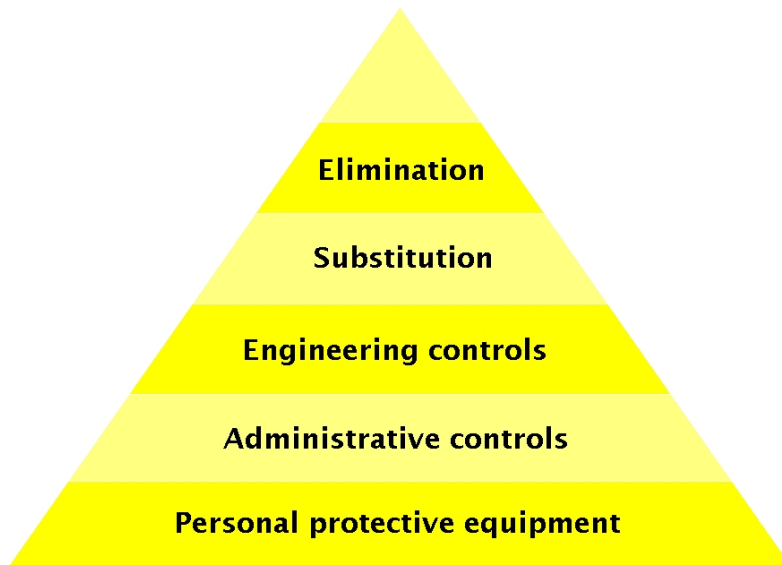 Elimination
Substitution
Engineering controls
Administrative controls
Personal protective equipment